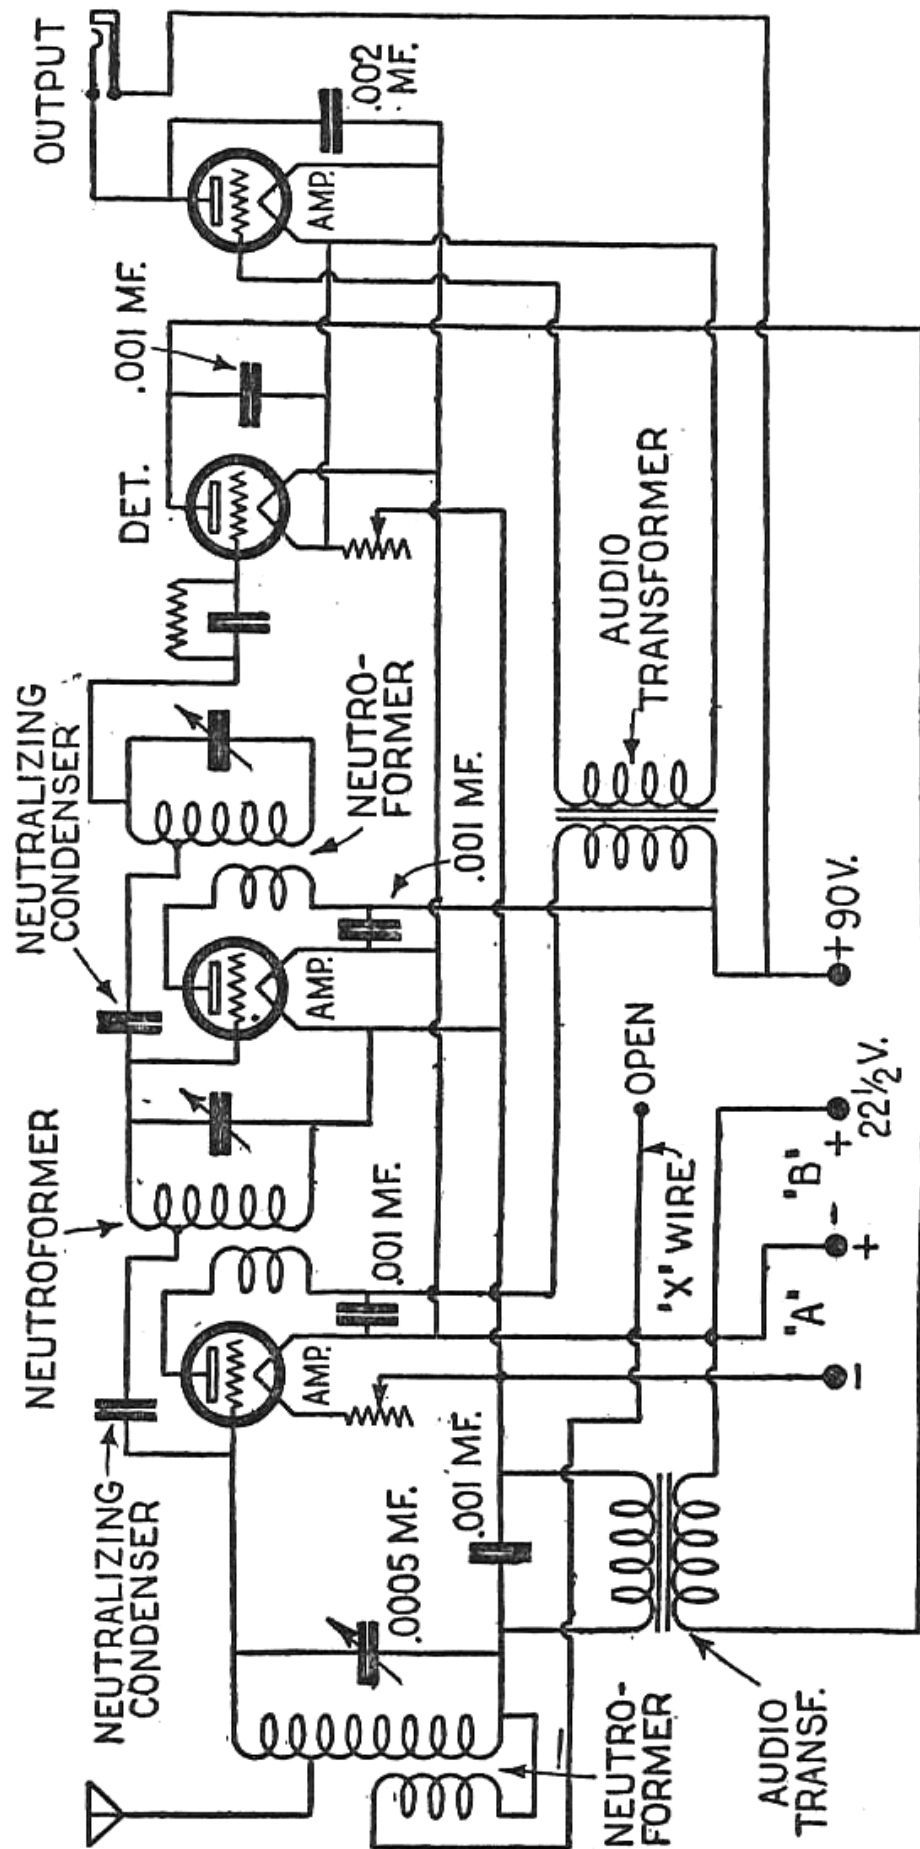 OUTPUT
.002
MF.
AMP.
.001 MF.
DET.
AUDIO
TRANSFORMER
NEUTRALIZING
CONDENSER
NEUTRO-
FORMER
.001 MF.
AMP.
+90V.
OPEN
"X" WIRE
NEUTROFORMER
.001 MF.
AMP.
"B"
- + 22½V.
"A"
- +
NEUTRALIZING
CONDENSER
.0005 MF.
.001 MF.
NEUTRO-
FORMER
AUDIO
TRANSF.